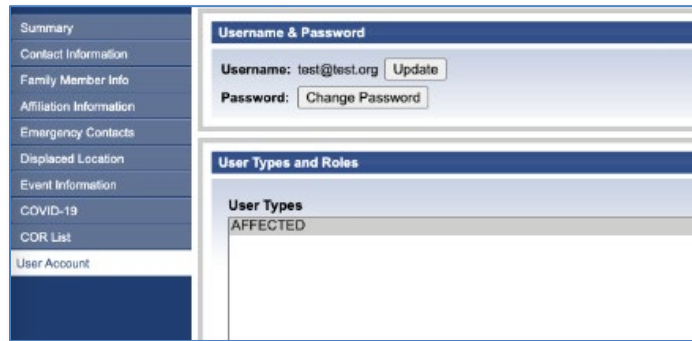 Summary
Contact Information
Family Member Info
Affiliation Information
Emergency Contacts
Displaced Location
Event Information
COVID-19
COR List
User Account
Username & Password
Username: test@test.org Update
Password: Change Password
User Types and Roles
User Types
AFFECTED